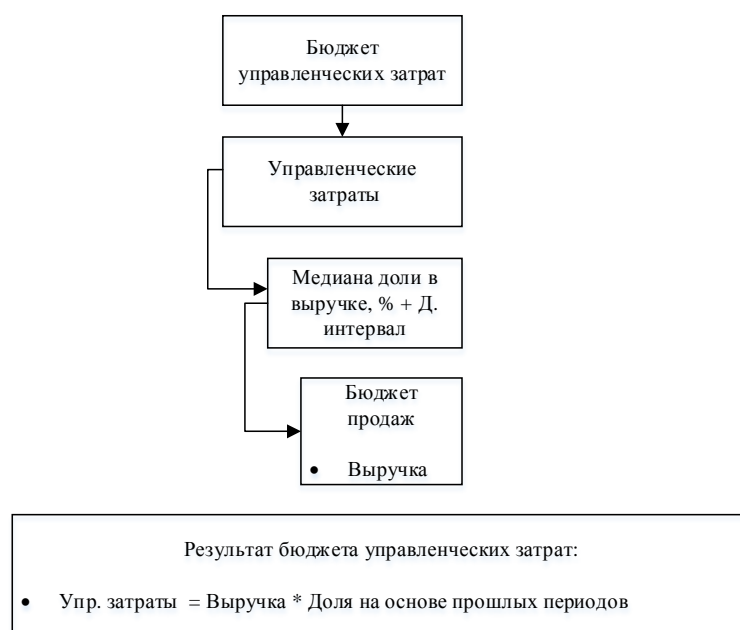 Бюджет
управленческих затрат
Управленческие
затраты
Медиана доли в
выручке, % + Д.
интервал
Бюджет
продаж
• Выручка
Результат бюджета управленческих затрат:
• Упр. затраты = Выручка * Доля на основе прошлых периодов